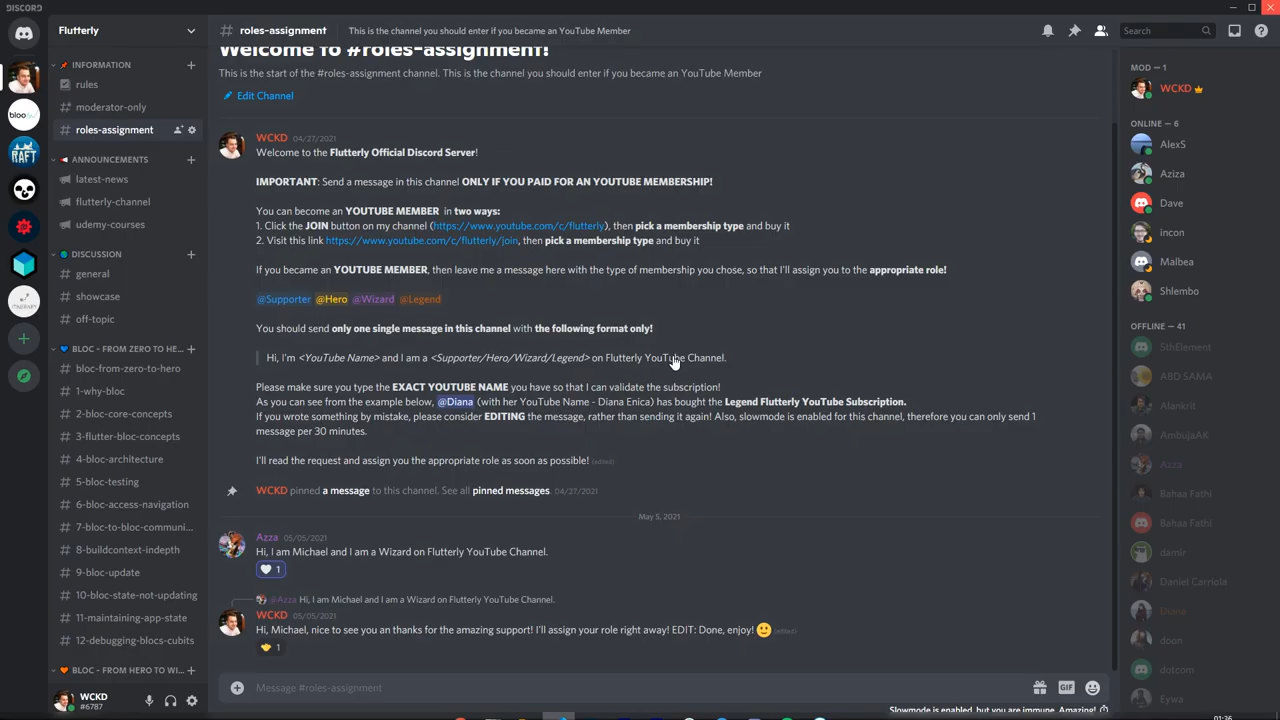 DISCORD
Flutterly
# roles-assignment
This is the channel you should enter if you became an YouTube Member
Search
INFORMATION
rules
moderator-only
roles-assignment
ANNOUNCEMENTS
latest-news
flutterly-channel
udemy-courses
DISCUSSION
general
showcase
off-topic
BLOC - FROM ZERO TO HE...
bloc-from-zero-to-hero
1-why-bloc
2-bloc-core-concepts
3-flutter-bloc-concepts
4-bloc-architecture
5-bloc-testing
6-bloc-access-navigation
7-bloc-to-bloc-communi...
8-buildcontext-indepth
9-bloc-update
10-bloc-state-not-updating
11-maintaining-app-state
12-debugging-blocs-cubits
BLOC - FROM HERO TO WI...
WCKD
#6787
bloc
RAFT
ITINERARY
Welcome to #roles-assignment!
This is the start of the #roles-assignment channel. This is the channel you should enter if you became an YouTube Member
Edit Channel
WCKD 04/27/2021
Welcome to the Flutterly Official Discord Server!
IMPORTANT: Send a message in this channel ONLY IF YOU PAID FOR AN YOUTUBE MEMBERSHIP!
You can become an YOUTUBE MEMBER in two ways:
1. Click the JOIN button on my channel (https://www.youtube.com/c/flutterly), then pick a membership type and buy it
2. Visit this link https://www.youtube.com/c/flutterly/join, then pick a membership type and buy it
If you became an YOUTUBE MEMBER, then leave me a message here with the type of membership you chose, so that I'll assign you to the appropriate role!
@Supporter @Hero @Wizard @Legend
You should send only one single message in this channel with the following format only!
Hi, I'm <YouTube Name> and I am a <Supporter/Hero/Wizard/Legend> on Flutterly YouTube Channel.
Please make sure you type the EXACT YOUTUBE NAME you have so that I can validate the subscription!
As you can see from the example below, @Diana (with her YouTube Name - Diana Enica) has bought the Legend Flutterly YouTube Subscription.
If you wrote something by mistake, please consider EDITING the message, rather than sending it again! Also, slowmode is enabled for this channel, therefore you can only send 1
message per 30 minutes.
I'll read the request and assign you the appropriate role as soon as possible! (edited)
WCKD pinned a message to this channel. See all pinned messages. 04/27/2021
May 5, 2021
Azza 05/05/2021
Hi, I am Michael and I am a Wizard on Flutterly YouTube Channel.
1
@Azza Hi, I am Michael and I am a Wizard on Flutterly YouTube Channel.
WCKD 05/05/2021
Hi, Michael, nice to see you an thanks for the amazing support! I'll assign your role right away! EDIT: Done, enjoy! (edited)
1
Message #roles-assignment
GIF
Slowmode is enabled, but you are immune. Amazing!
MOD — 1
WCKD
ONLINE — 6
AlexS
Aziza
Dave
incon
Malbea
Shlembo
OFFLINE — 41
5thElement
ABD SAMA
Alankrit
AmbujaAK
Azza
Bahaa Fathi
Bahaa Fathi
damir
Daniel Carriola
Diana
doon
dotcom
Eywa
01:36